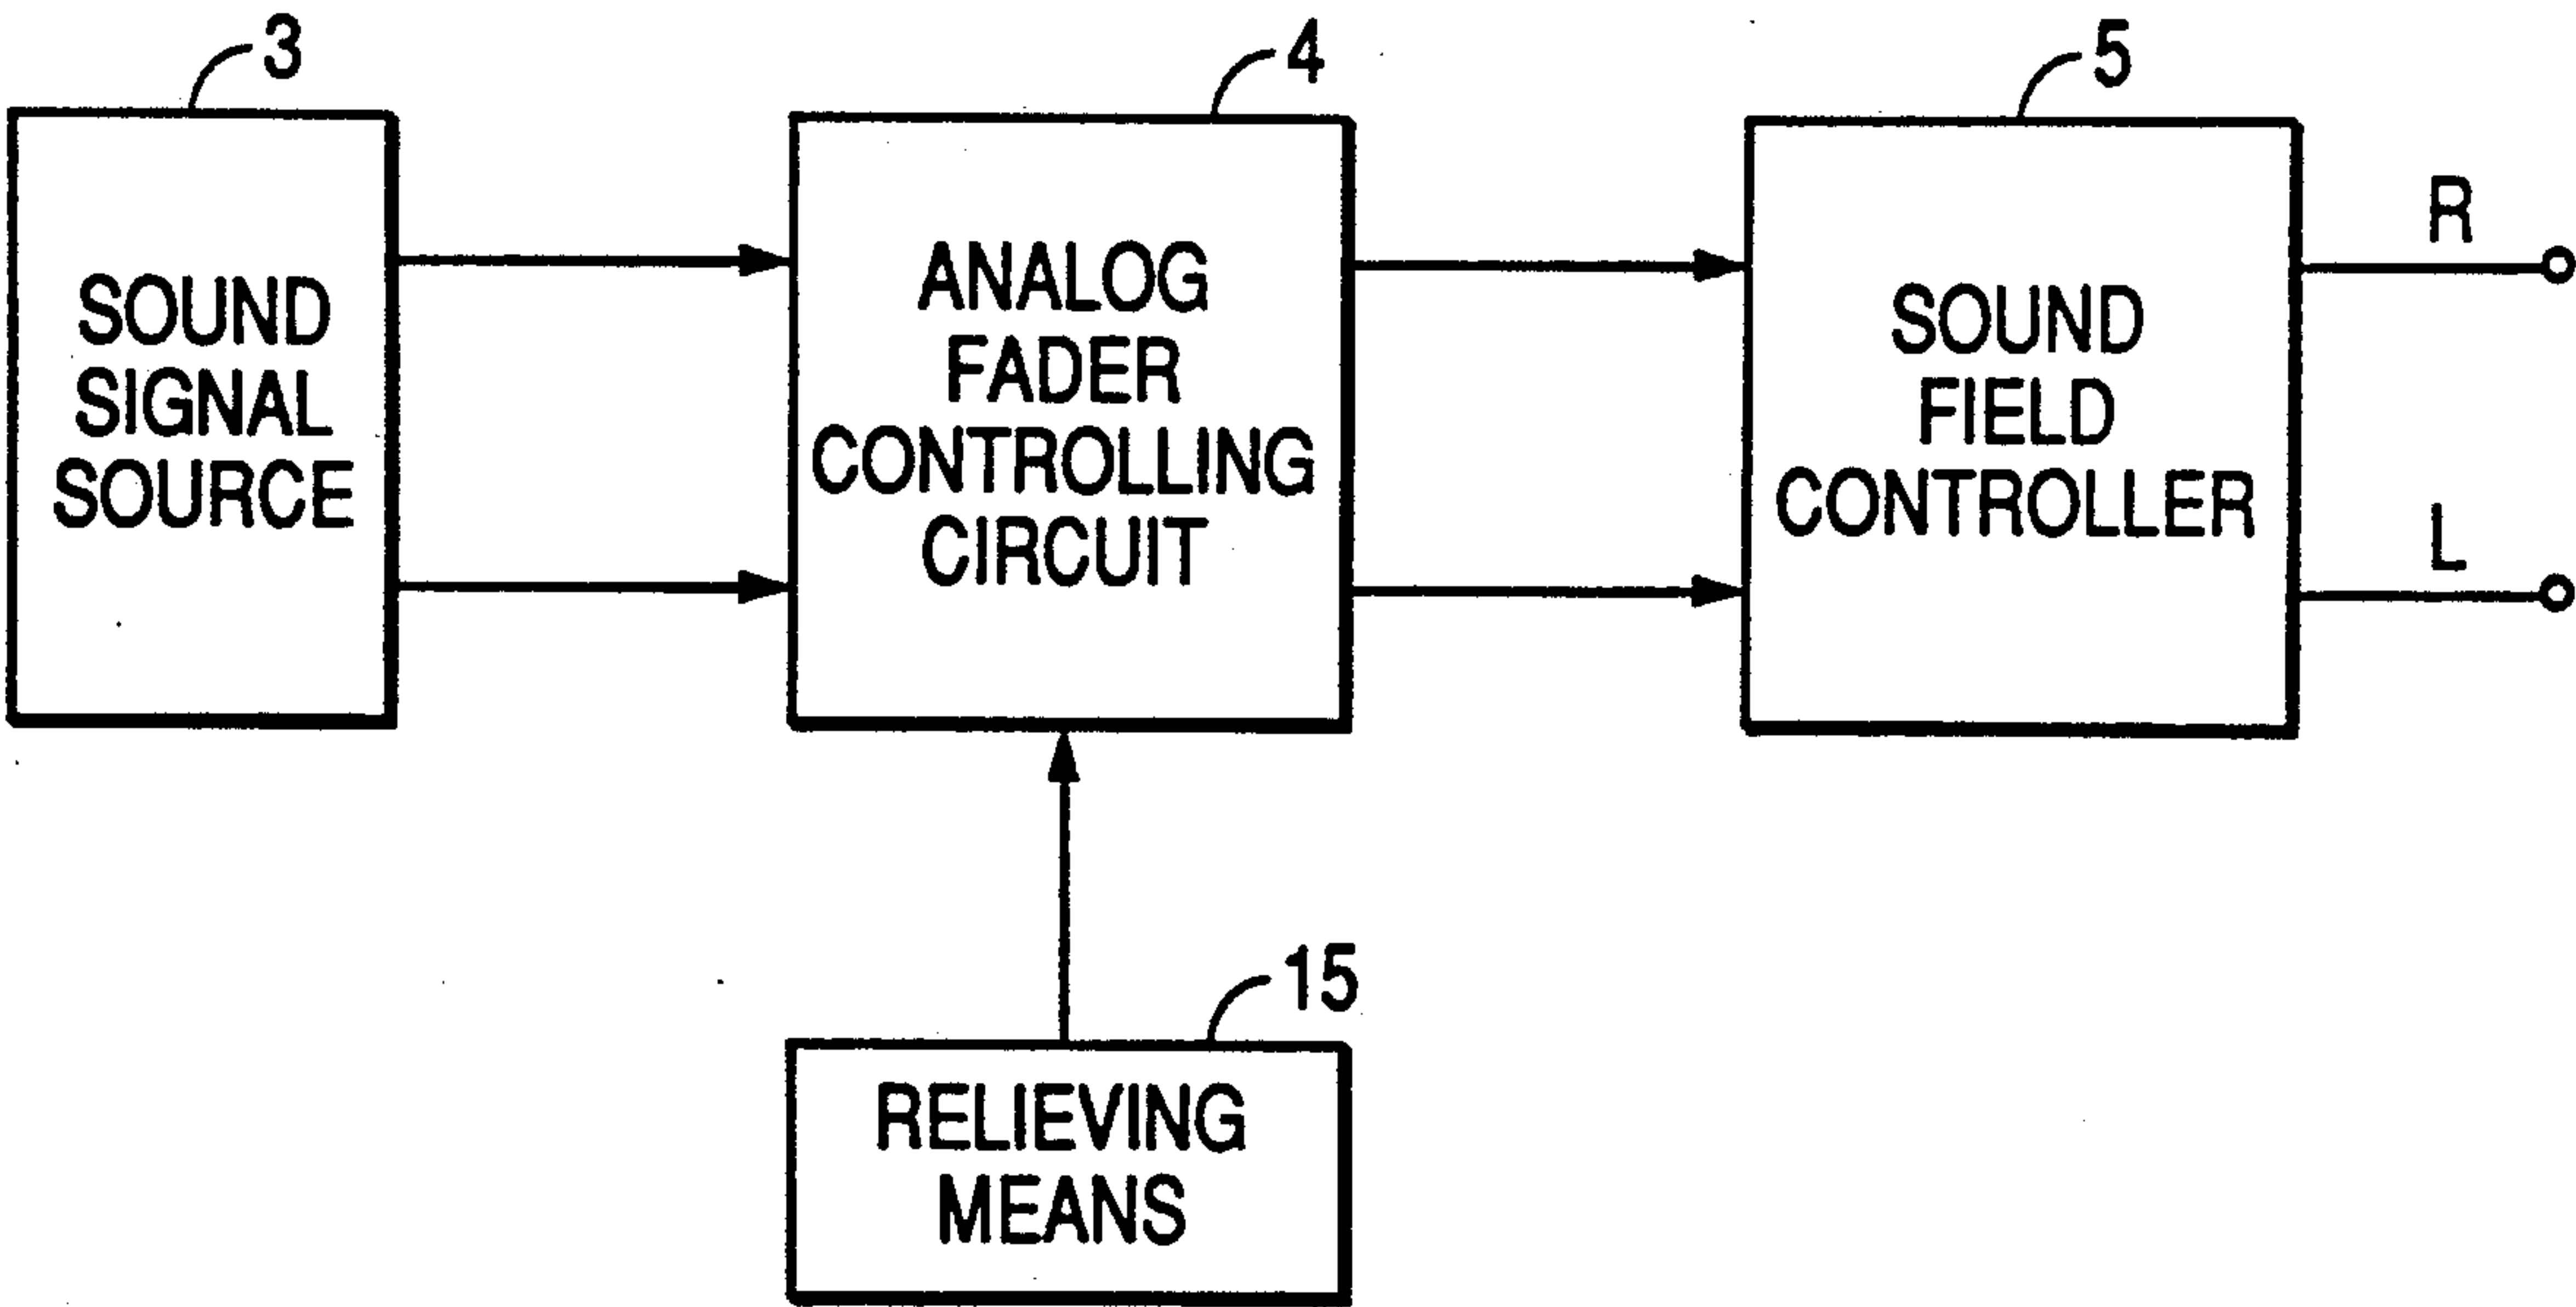 3
SOUND
SIGNAL
SOURCE
4
ANALOG
FADER
CONTROLLING
CIRCUIT
5
SOUND
FIELD
CONTROLLER
R
L
15
RELIEVING
MEANS